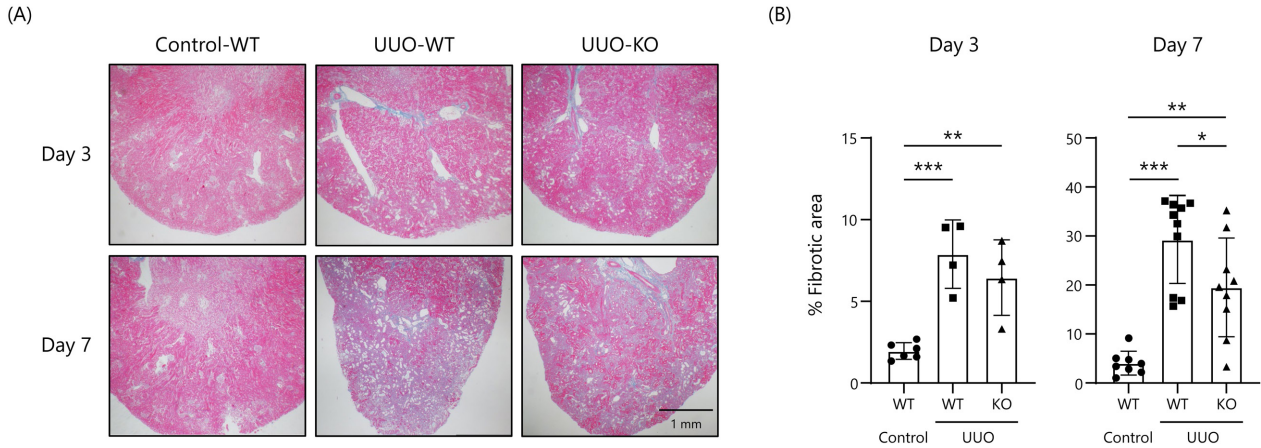 (A)
Control-WT UUO-WT UUO-KO
Day 3
Day 7
1 mm
(B)
Day 3
% Fibrotic area
15
10
5
0
**
***
WT WT KO
Control UUO
Day 7
50
40
30
20
10
0
**
*
***
WT WT KO
Control UUO